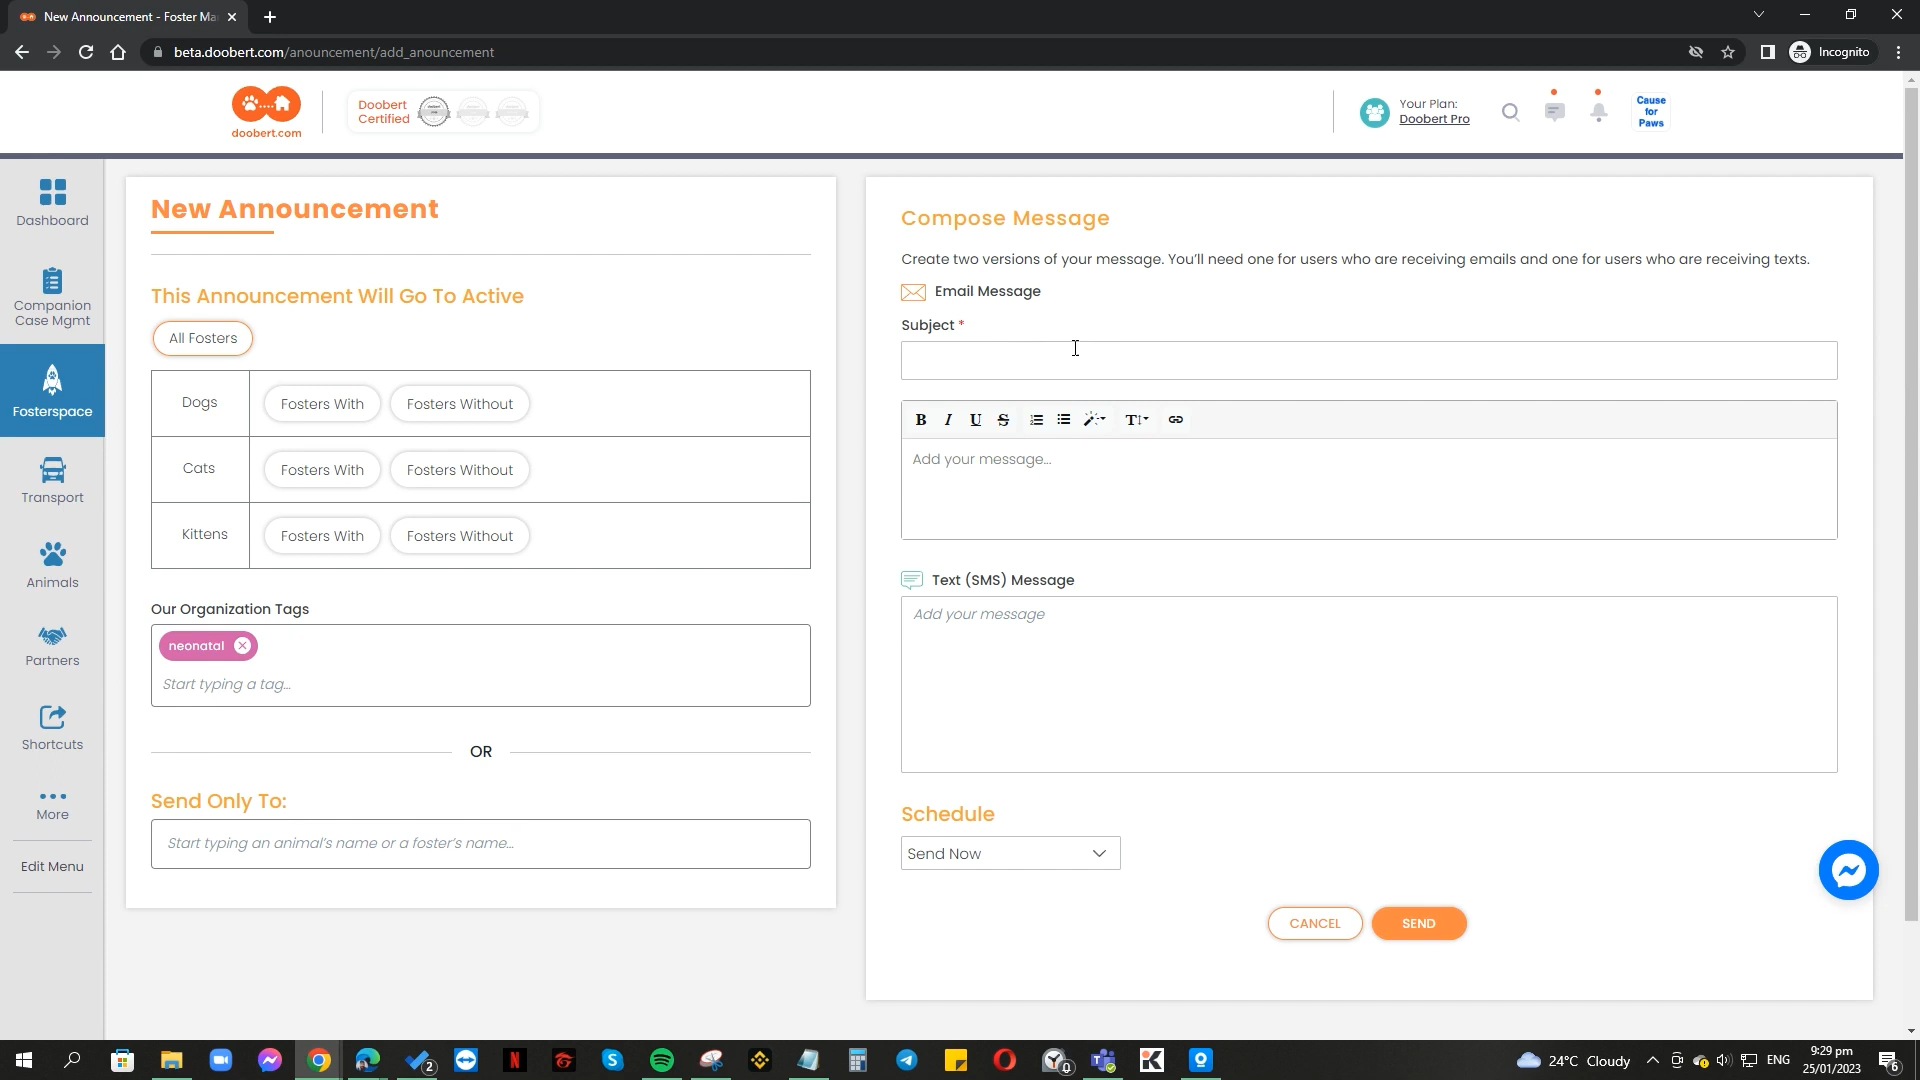 New Announcement - Foster Ma
beta.doobert.com/anouncement/add_anouncement
Incognito
doobert.com
Doobert
Certified
Your Plan:
Doobert Pro
Cause
for
Paws
Dashboard
Companion
Case Mgmt
Fosterspace
Transport
Animals
Partners
Shortcuts
More
Edit Menu
New Announcement
This Announcement Will Go To Active
All Fosters
Dogs Fosters With Fosters Without
Cats Fosters With Fosters Without
Kittens Fosters With Fosters Without
Our Organization Tags
neonatal
Start typing a tag...
OR
Send Only To:
Start typing an animal's name or a foster's name...
Compose Message
Create two versions of your message. You'll need one for users who are receiving emails and one for users who are receiving texts.
Email Message
Subject *
B I U S T
Add your message...
Text (SMS) Message
Add your message
Schedule
Send Now
CANCEL SEND
2
24°C Cloudy
ENG
9:29 pm
25/01/2023
6